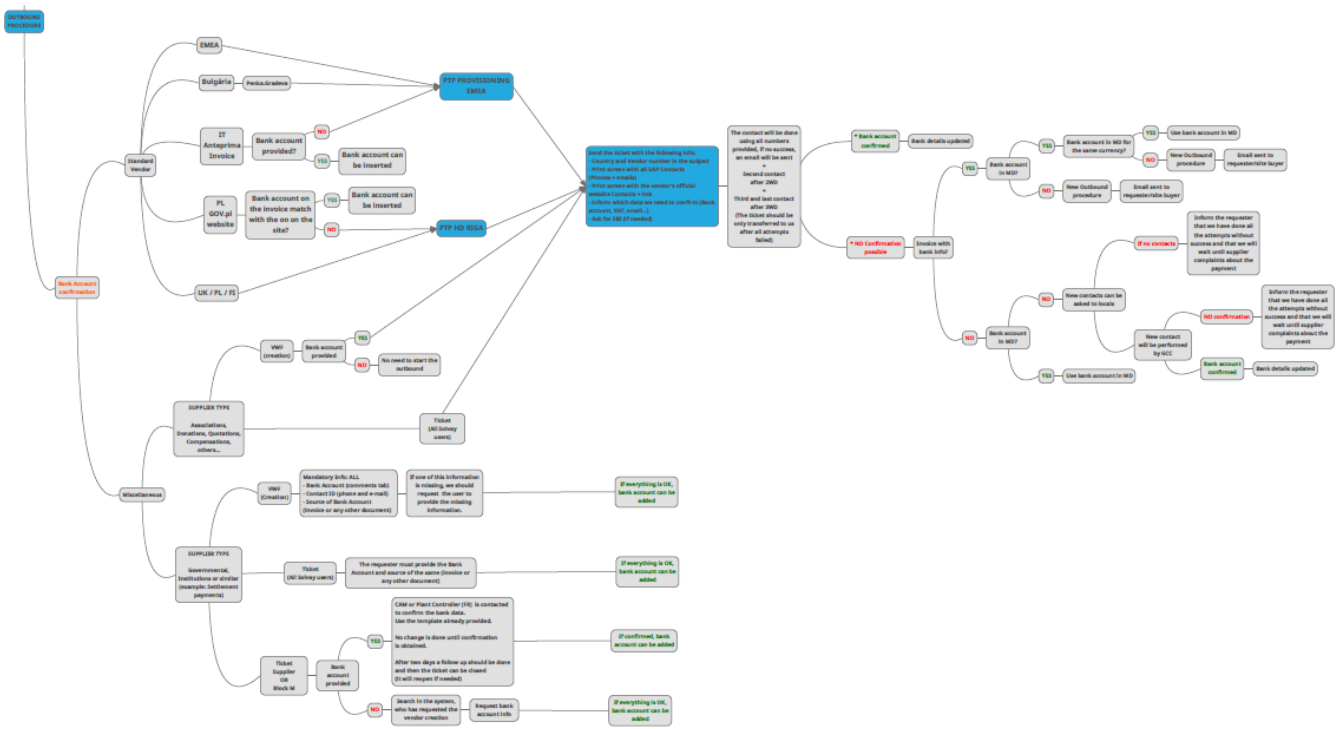 OUTBOUND
PROCEDURE
Bank Account
confirmation
Standard
Vendor
EMEA
Bulgária
Penka.Gradeva
IT
Anteprima
Invoice
Bank account
provided?
NO
YES
Bank account can
be inserted
PL
GOV.pl
website
Bank account on
the invoice match
with the on on the
site?
YES
Bank account can
be inserted
NO
UK / PL / FI
PTP PROVISIONING
EMEA
PTP HD RIGA
Send the ticket with the following info:
- Country and Vendor number in the subject
- Print screen with all SAP Contacts
(Phones + emails)
- Print screen with the vendor's official
website Contacts + link
- Inform which data we need to confirm (Bank
account, VAT, email...)
- Ask for SBI (if needed)
The contact will be done
using all numbers
provided, if no success,
an email will be sent
+
Second contact
after 2WD
+
Third and last contact
after 3WD
(The ticket should be
only transferred to us
after all attempts
failed)
* Bank account
confirmed
Bank details updated
* NO Confirmation
possible
Invoice with
bank info?
YES
Bank account
in MD?
YES
Bank account in MD for
the same currency?
YES
Use bank account in MD
NO
New Outbound
procedure
Email sent to
requester/site buyer
NO
New Outbound
procedure
Email sent to
requester/site buyer
NO
Bank account
in MD?
NO
New contacts can be
asked to locals
If no contacts
Inform the requester
that we have done all
the attempts without
success and that we will
wait until supplier
complaints about the
payment
New contact
will be performed
by GCC
NO confirmation
Inform the requester
that we have done all
the attempts without
success and that we will
wait until supplier
complaints about the
payment
Bank account
confirmed
Bank details updated
YES
Use bank account in MD
Miscellaneous
SUPPLIER TYPE
Associations,
Donations, Quotations,
Compensations,
others...
VWF
(creation)
Bank account
provided
YES
NO
No need to start the
outbound
Ticket
(All Solvay
users)
SUPPLIER TYPE
Governmental,
Institutions or similar
(example: Settlement
payments)
VWF
(Creation)
Mandatory Info: ALL
- Bank Account (comments tab)
- Contact ID (phone and e-mail)
- Source of Bank Account
(Invoice or any other document)
If one of this information
is missing, we should
request the user to
provide the missing
information.
If everything is OK,
bank account can be
added
Ticket
(All Solvay users)
The requester must provide the Bank
Account and source of the same (Invoice or
any other document)
If everything is OK,
bank account can be
added
Ticket
Supplier
OR
Block M
Bank
account
provided
YES
CAM or Plant Controller (FR) is contacted
to confirm the bank data.
Use the template already provided.
No change is done until confirmation
is obtained.
After two days a follow up should be done
and then the ticket can be closed
(It will reopen if needed)
If confirmed, bank
account can be added
NO
Search in the system,
who has requested the
vendor creation
Request bank
account info
If everything is OK,
bank account can be
added